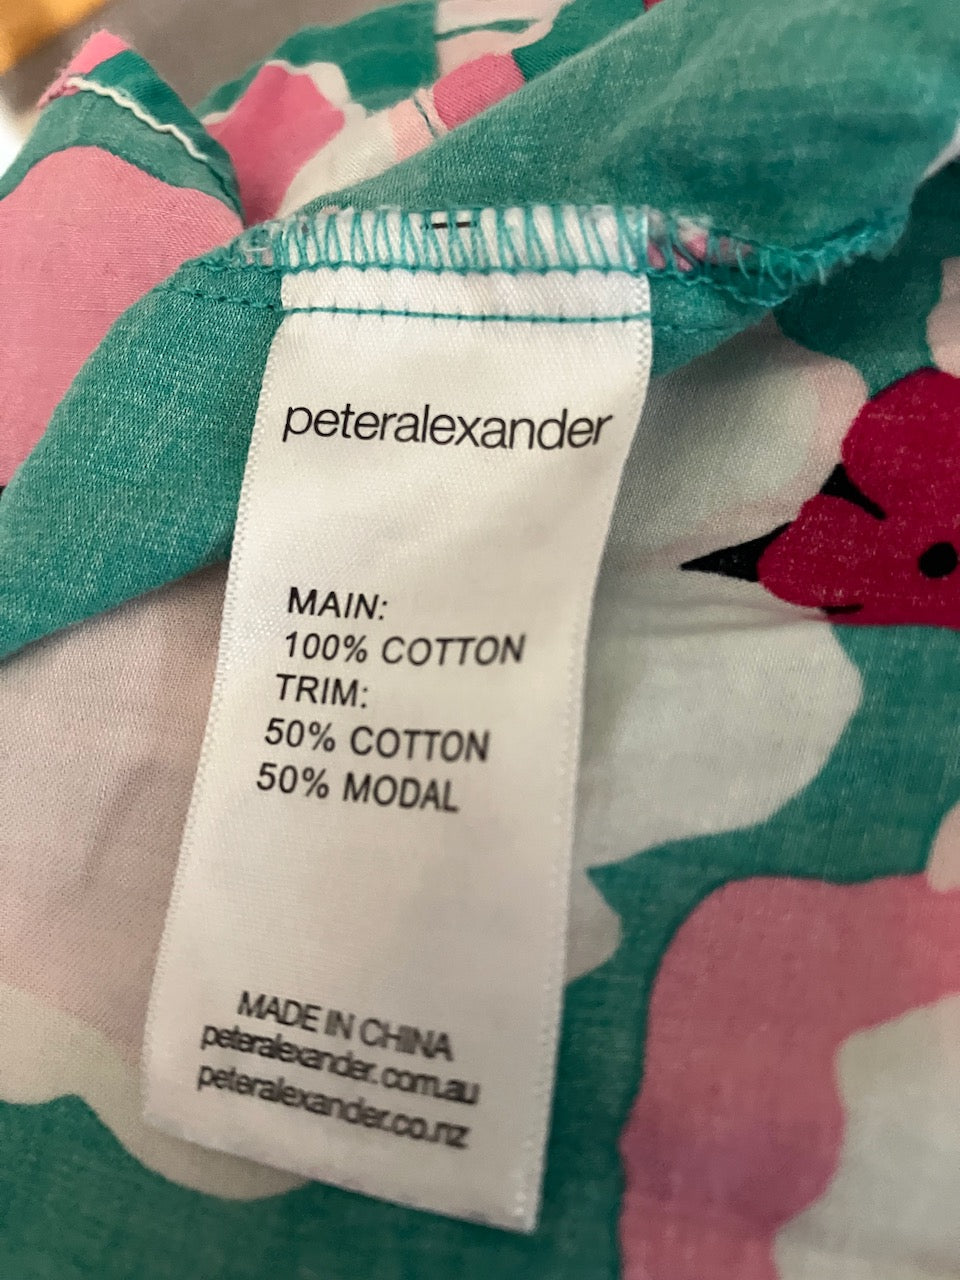 peteralexander
MAIN:
100% COTTON
TRIM:
50% COTTON
50% MODAL
MADE IN CHINA
peteralexander.com.au
peteralexander.co.nz